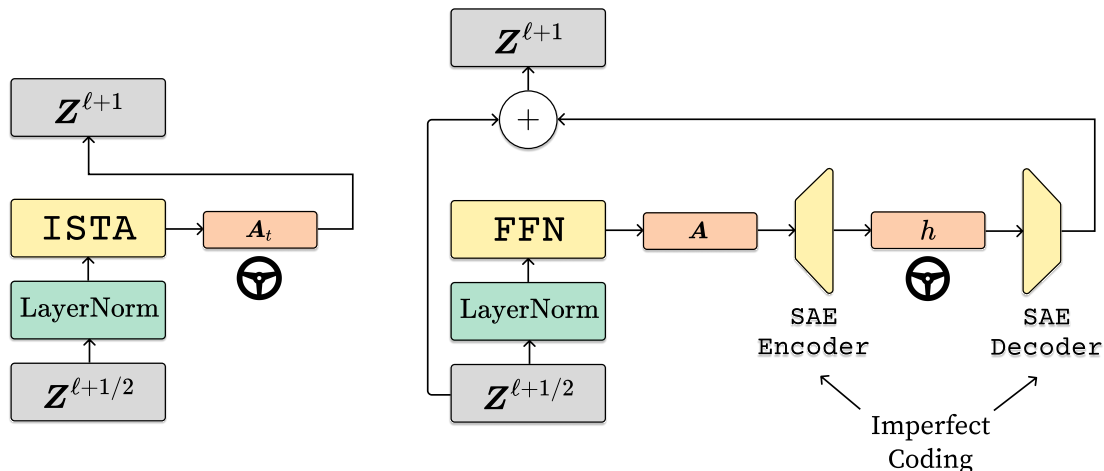 Z^{ℓ+1}
ISTA
A_t
LayerNorm
Z^{ℓ+1/2}
Z^{ℓ+1}
+
FFN
A
h
LayerNorm
Z^{ℓ+1/2}
SAE
Encoder
SAE
Decoder
Imperfect
Coding